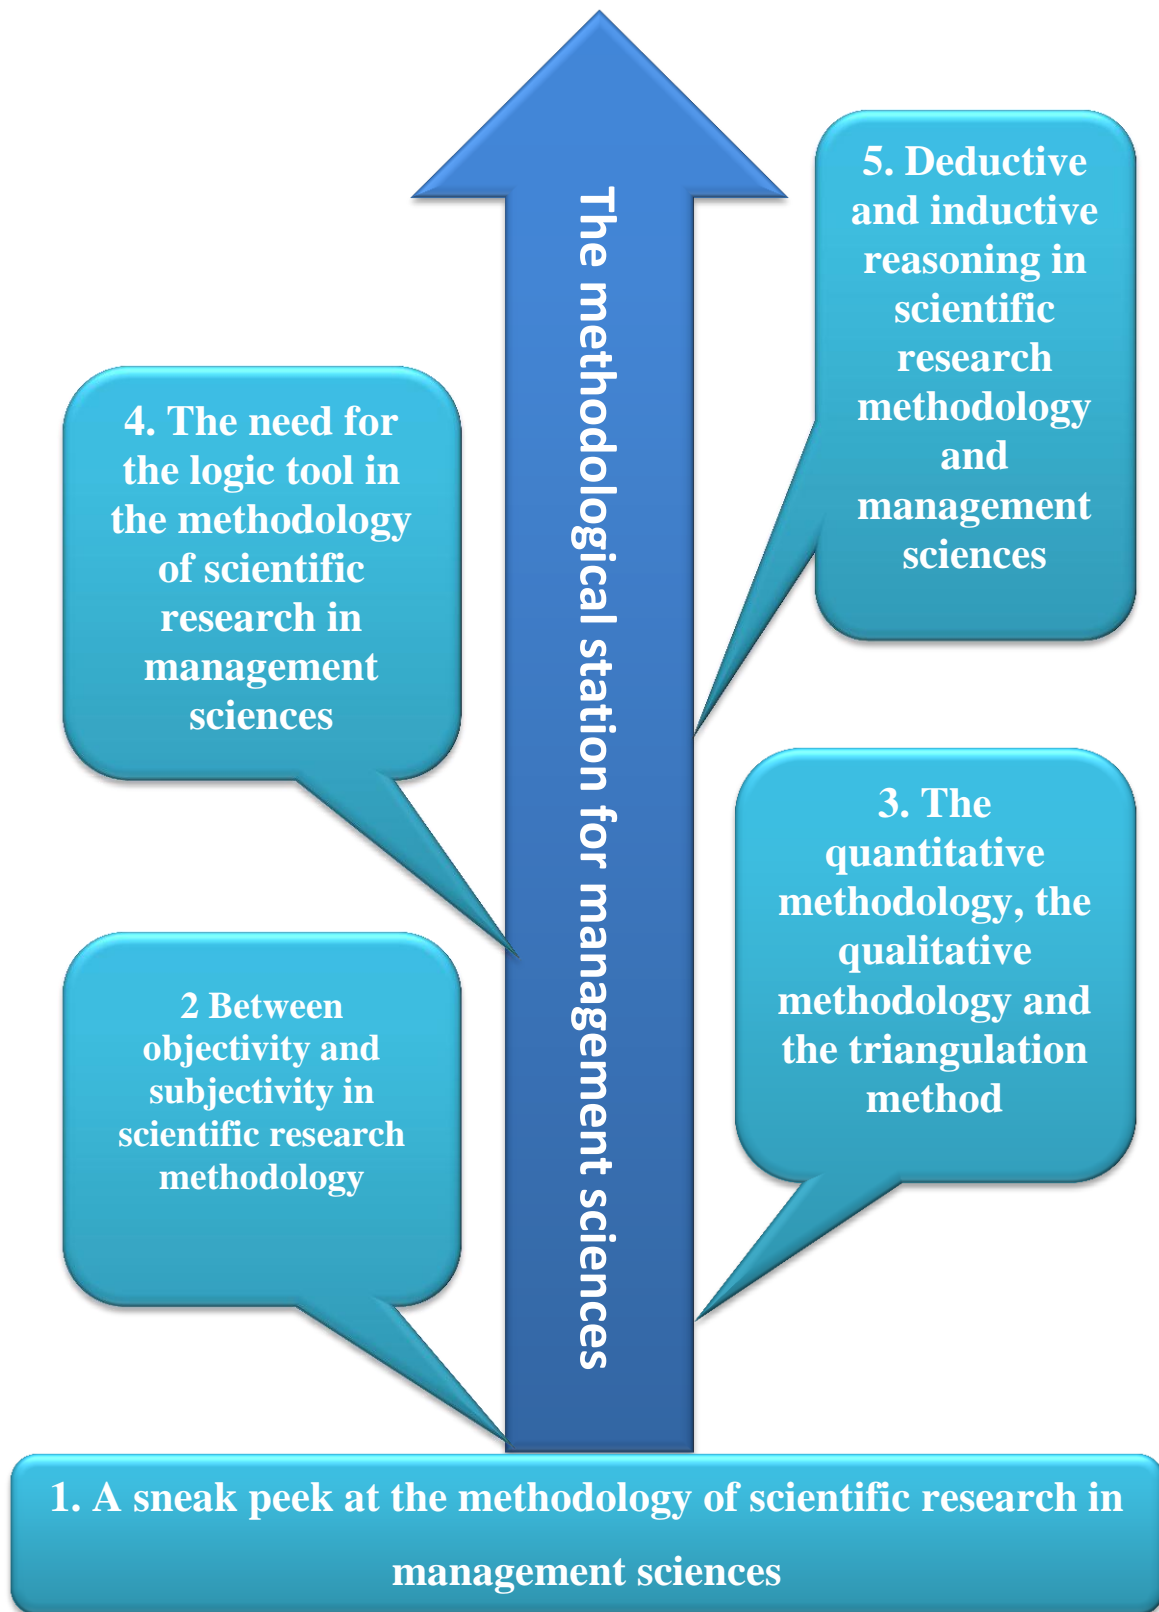 The methodological station for management sciences
5. Deductive
and inductive
reasoning in
scientific
research
methodology
and
management
sciences
4. The need for
the logic tool in
the methodology
of scientific
research in
management
sciences
3. The
quantitative
methodology, the
qualitative
methodology and
the triangulation
method
2 Between
objectivity and
subjectivity in
scientific research
methodology
1. A sneak peek at the methodology of scientific research in
management sciences